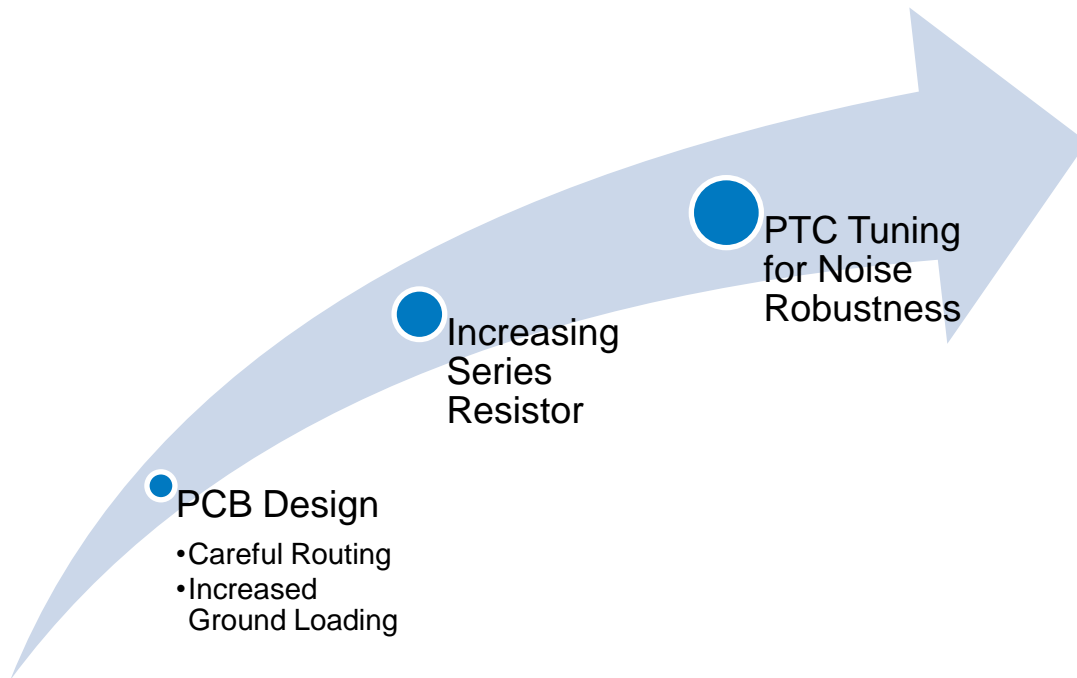 PTC Tuning
for Noise
Robustness
Increasing
Series
Resistor
PCB Design
•Careful Routing
•Increased
Ground Loading